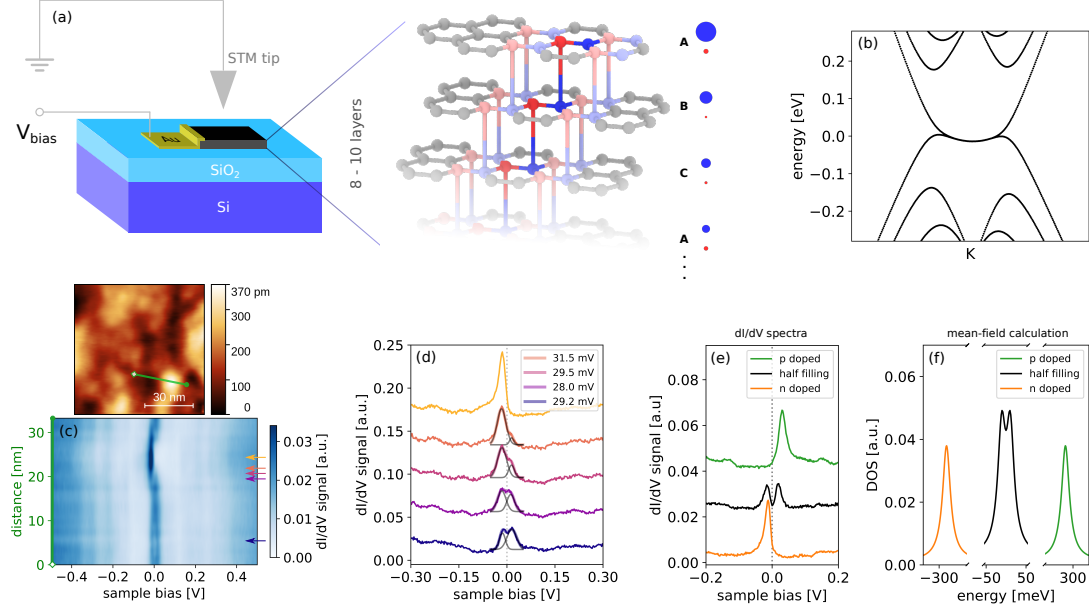 (a)
STM tip
V_bias
Au
SiO₂
Si
8 - 10 layers
A
B
C
A
(b)
energy [eV]
0.2
0.1
0.0
−0.1
−0.2
K
370 pm
300
200
100
0
30 nm
(c)
distance [nm]
30
20
10
0
−0.4 −0.2 0.0 0.2 0.4
sample bias [V]
0.03
0.02
0.01
0.00
dI/dV signal [a.u.]
(d)
31.5 mV
29.5 mV
28.0 mV
29.2 mV
dI/dV signal [a.u.]
0.25
0.20
0.15
0.10
0.05
0.00
−0.30 −0.15 0.00 0.15 0.30
sample bias [V]
dI/dV spectra
(e)
p doped
half filling
n doped
dI/dV signal [a.u]
0.08
0.06
0.04
0.02
0.00
−0.2 0.0 0.2
sample bias [V]
mean-field calculation
(f)
p doped
half filling
n doped
DOS [a.u.]
0.06
0.04
0.02
0.00
−300 −50 50 300
energy [meV]